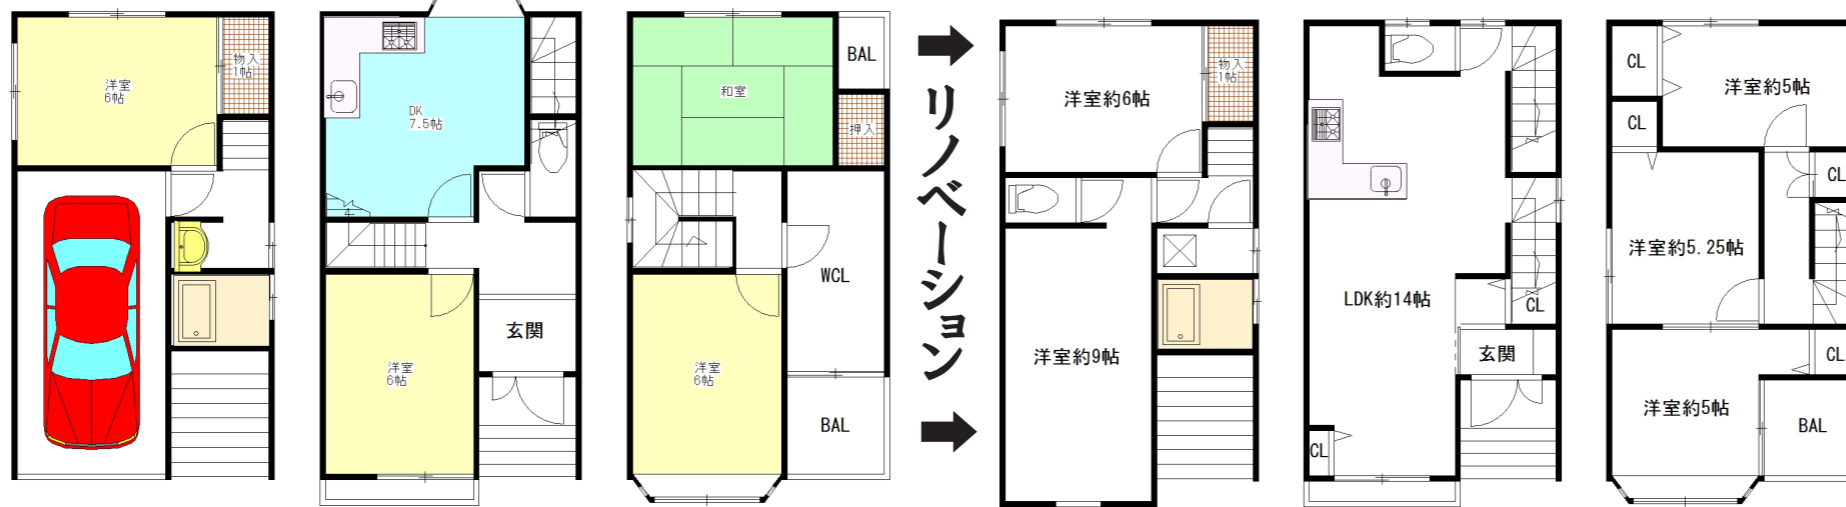 洋室
6帖
物入
1帖
DK
7.5帖
洋室
6帖
玄関
和室
BAL
押入
WCL
洋室
6帖
BAL
リノベーション
洋室約6帖
物入
1帖
洋室約9帖
LDK約14帖
CL
玄関
CL
CL
洋室約5帖
CL
CL
洋室約5.25帖
CL
洋室約5帖
BAL